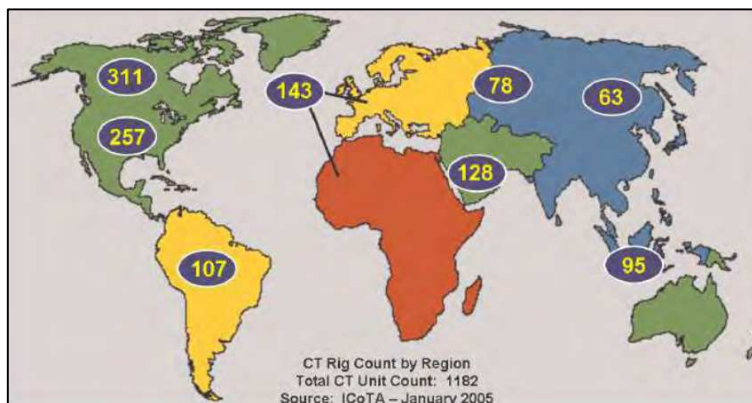 311
257
143
78
63
128
107
95
CT Rig Count by Region
Total CT Unit Count: 1182
Source: ICoTA – January 2005